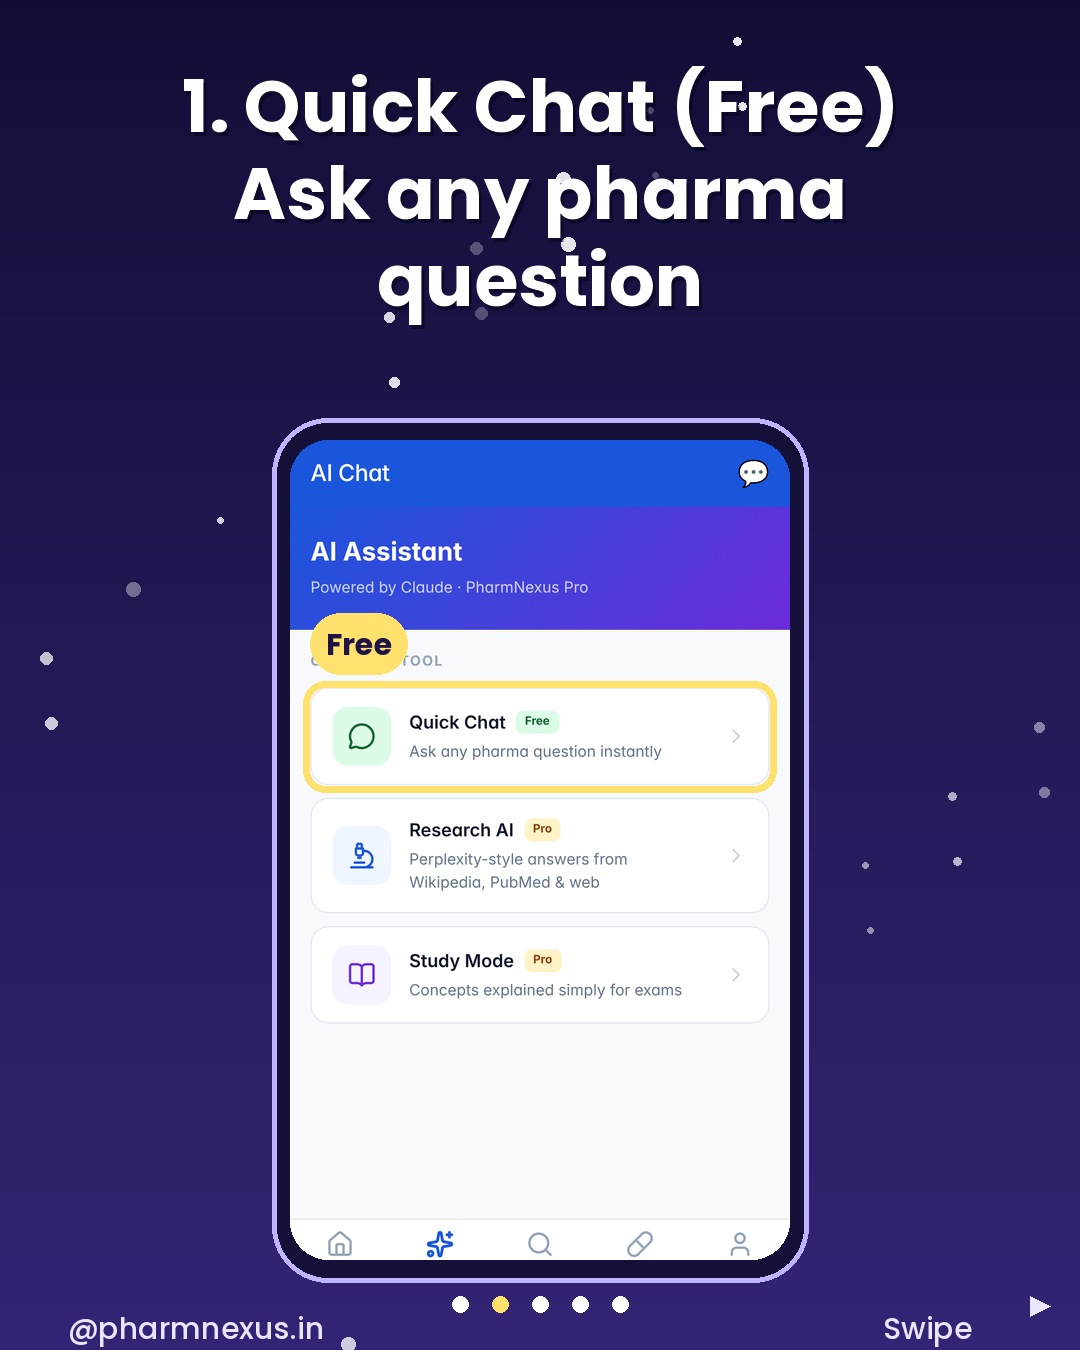 1. Quick Chat (Free)
Ask any pharma
question
AI Chat
AI Assistant
Powered by Claude · PharmNexus Pro
Free
TOOL
Quick Chat Free
Ask any pharma question instantly
Research AI Pro
Perplexity-style answers from
Wikipedia, PubMed & web
Study Mode Pro
Concepts explained simply for exams
@pharmnexus.in
Swipe